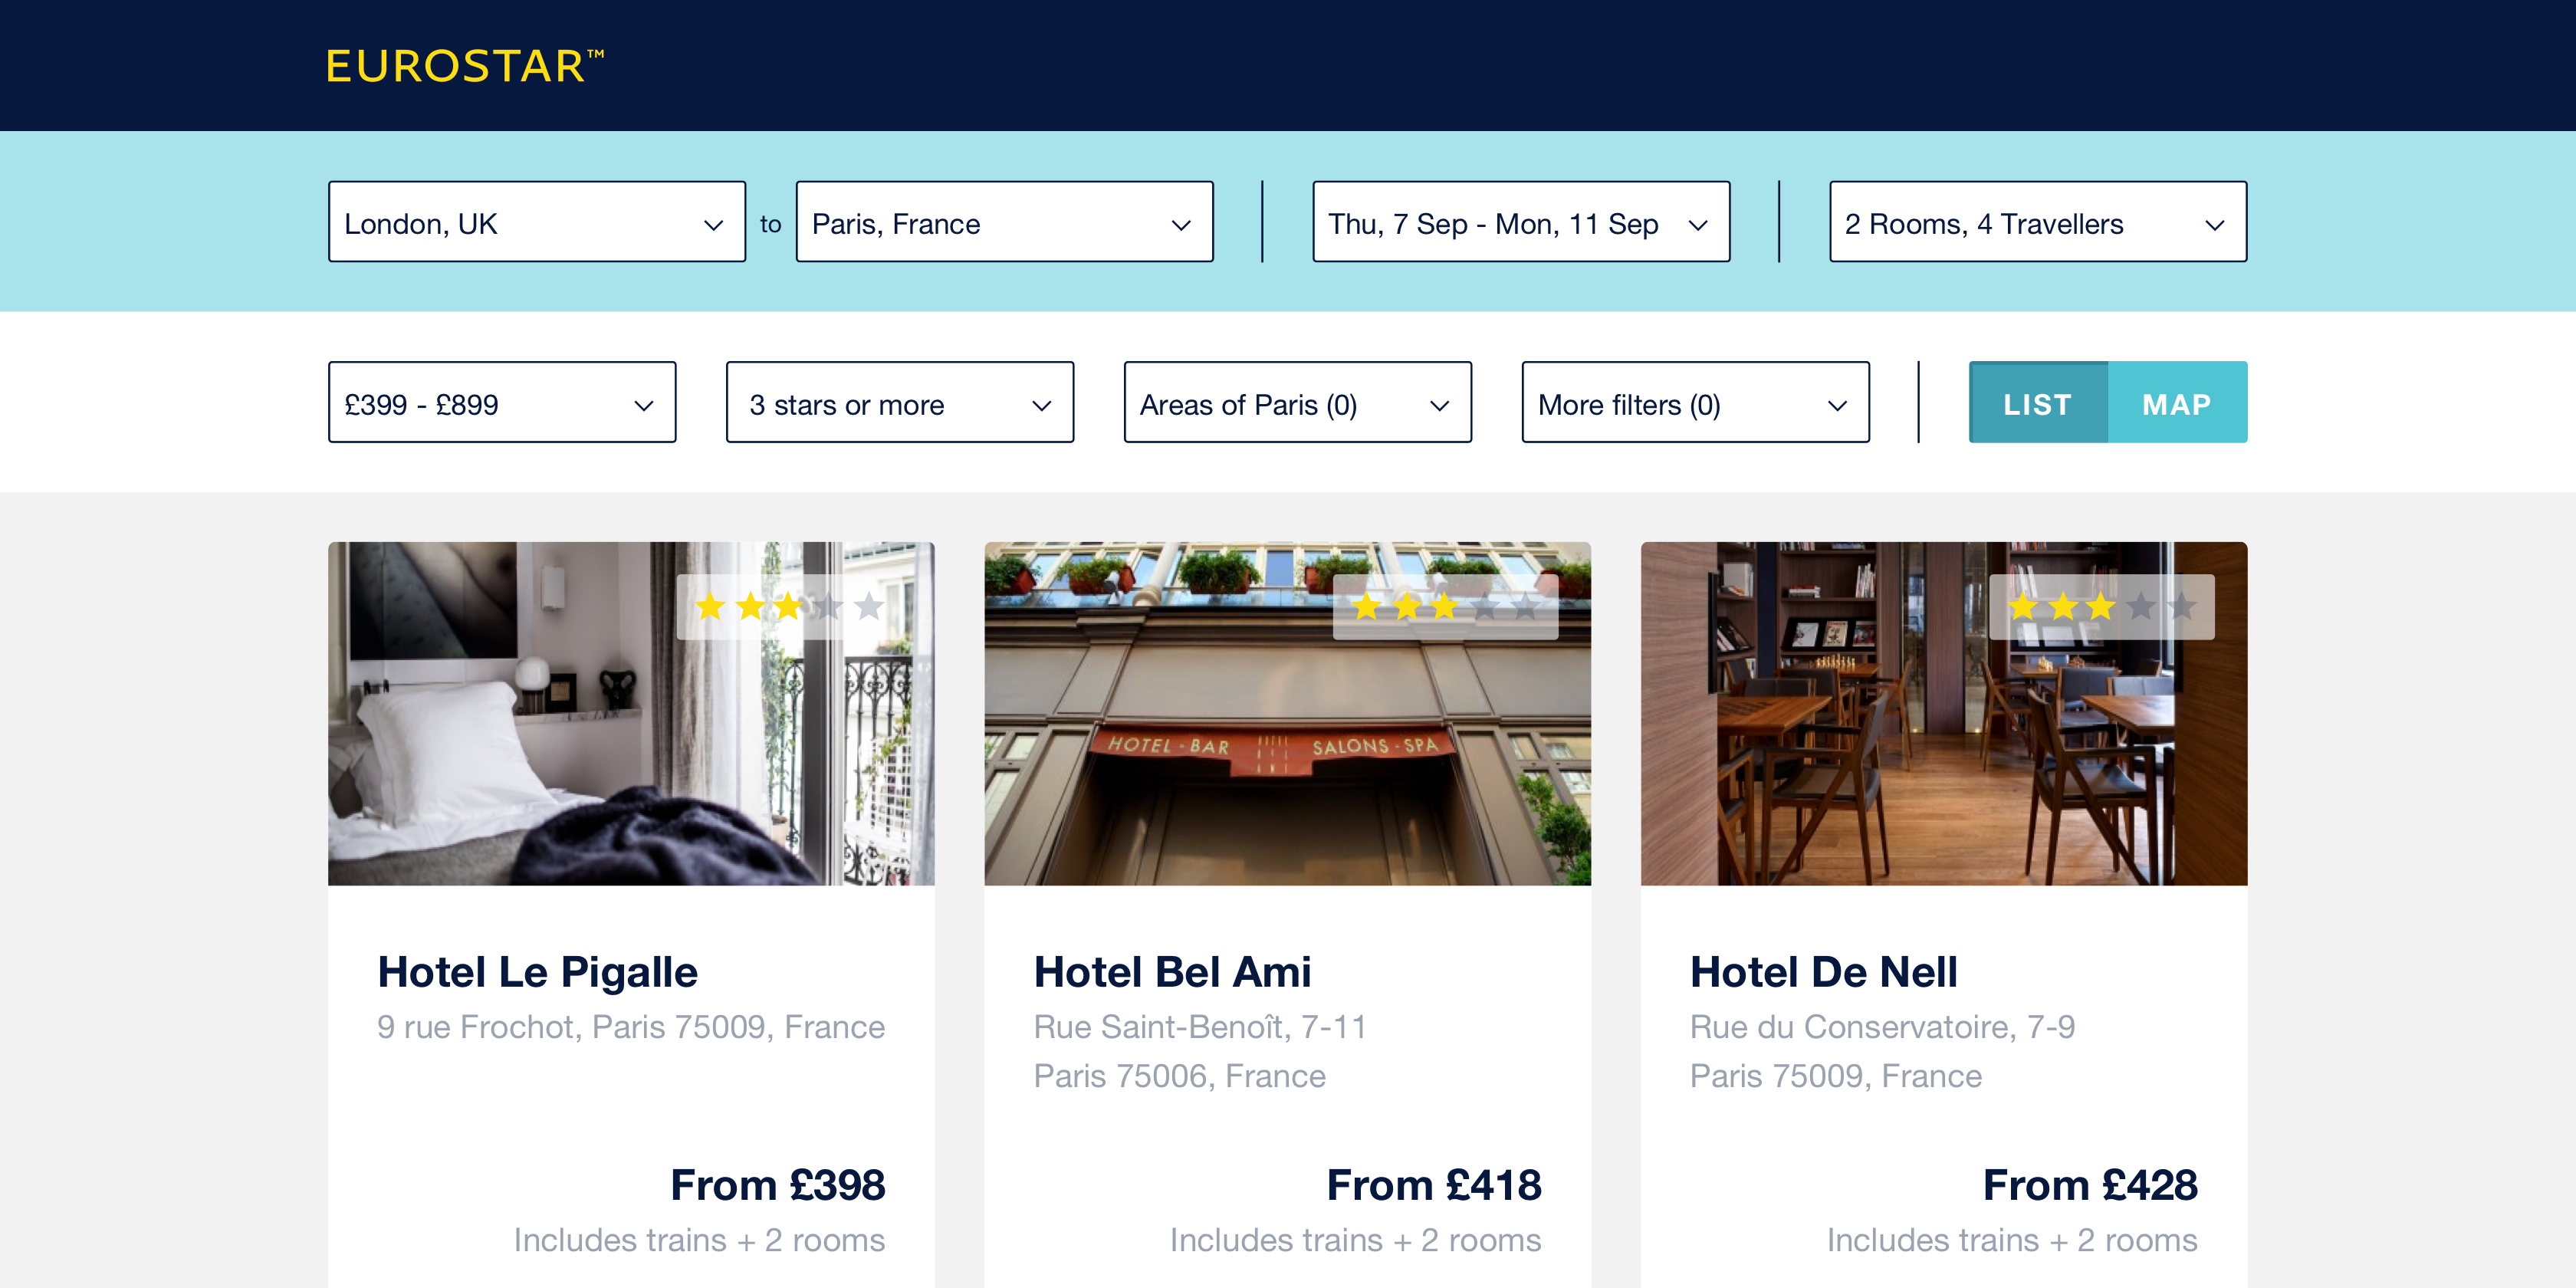 EUROSTAR™
London, UK
to
Paris, France
Thu, 7 Sep - Mon, 11 Sep
2 Rooms, 4 Travellers
£399 - £899
3 stars or more
Areas of Paris (0)
More filters (0)
LIST
MAP
HOTEL · BAR
SALONS · SPA
Hotel Le Pigalle
9 rue Frochot, Paris 75009, France
From £398
Includes trains + 2 rooms
Hotel Bel Ami
Rue Saint-Benoît, 7-11
Paris 75006, France
From £418
Includes trains + 2 rooms
Hotel De Nell
Rue du Conservatoire, 7-9
Paris 75009, France
From £428
Includes trains + 2 rooms